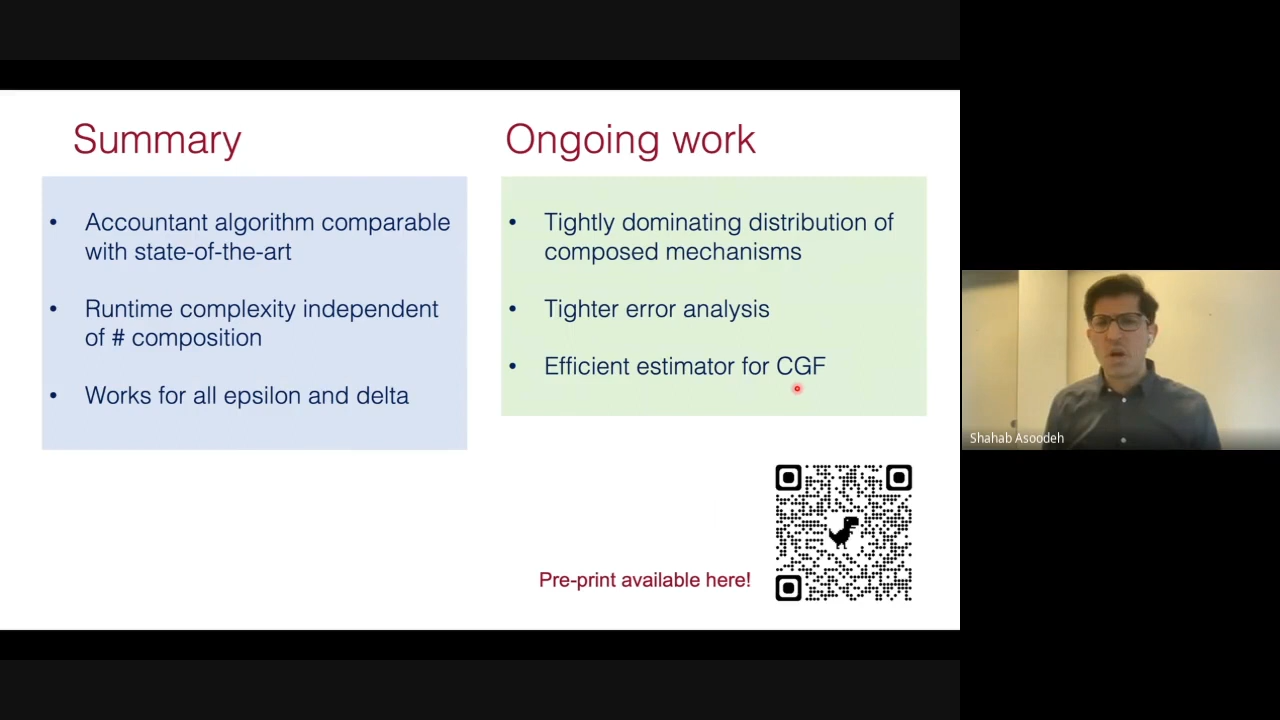 Summary
• Accountant algorithm comparable
with state-of-the-art
• Runtime complexity independent
of # composition
• Works for all epsilon and delta
Ongoing work
• Tightly dominating distribution of
composed mechanisms
• Tighter error analysis
• Efficient estimator for CGF
Pre-print available here!
Shahab Asoodeh